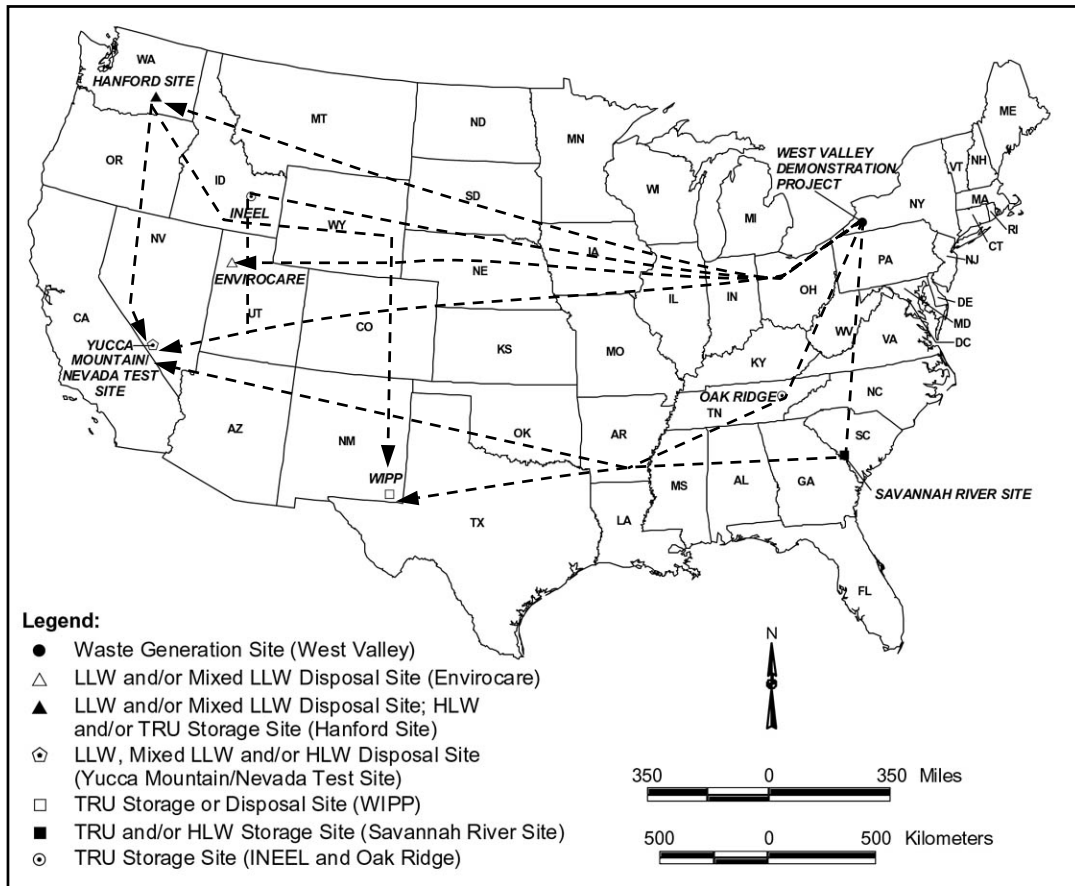 WA
HANFORD SITE
MT
ND
MN
ME
OR
ID
SD
WI
MI
WEST VALLEY
DEMONSTRATION
PROJECT
VT
NH
NY
MA
RI
CT
INEEL
WY
NV
IA
NE
ENVIROCARE
PA
NJ
IL
IN
OH
DE
MD
DC
WV
VA
CA
UT
CO
KS
MO
KY
YUCCA
MOUNTAIN/
NEVADA TEST
SITE
OAK RIDGE
TN
NC
AZ
NM
OK
AR
SC
WIPP
MS
AL
GA
SAVANNAH RIVER SITE
TX
LA
FL
Legend:
Waste Generation Site (West Valley)
LLW and/or Mixed LLW Disposal Site (Envirocare)
LLW and/or Mixed LLW Disposal Site; HLW
and/or TRU Storage Site (Hanford Site)
LLW, Mixed LLW and/or HLW Disposal Site
(Yucca Mountain/Nevada Test Site)
TRU Storage or Disposal Site (WIPP)
TRU and/or HLW Storage Site (Savannah River Site)
TRU Storage Site (INEEL and Oak Ridge)
N
350 0 350 Miles
500 0 500 Kilometers